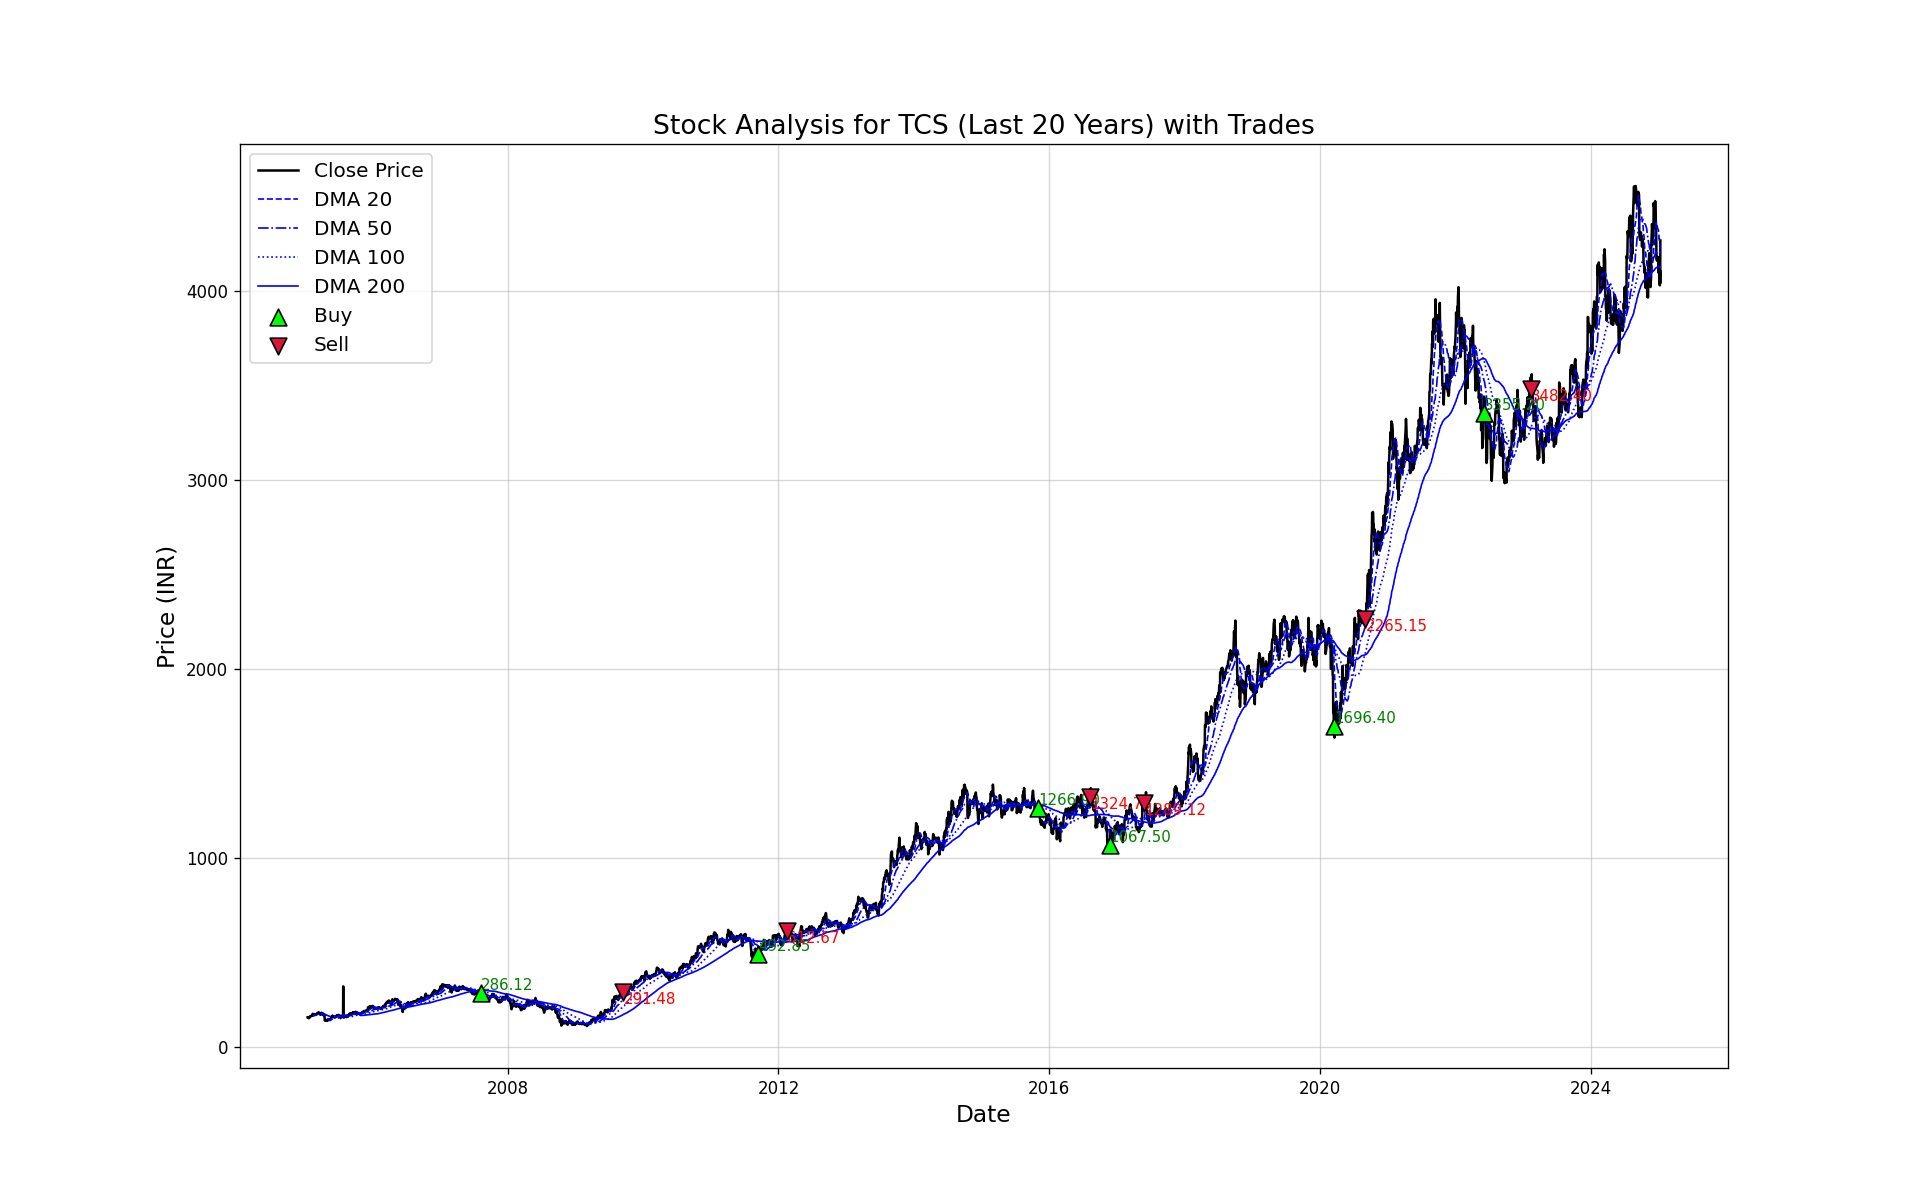 Stock Analysis for TCS (Last 20 Years) with Trades
Close Price
DMA 20
DMA 50
DMA 100
DMA 200
Buy
Sell
Price (INR)
4000
3000
2000
1000
0
286.12
291.48
1067.50
2265.15
3482.40
2008
2012
2016
2020
2024
Date